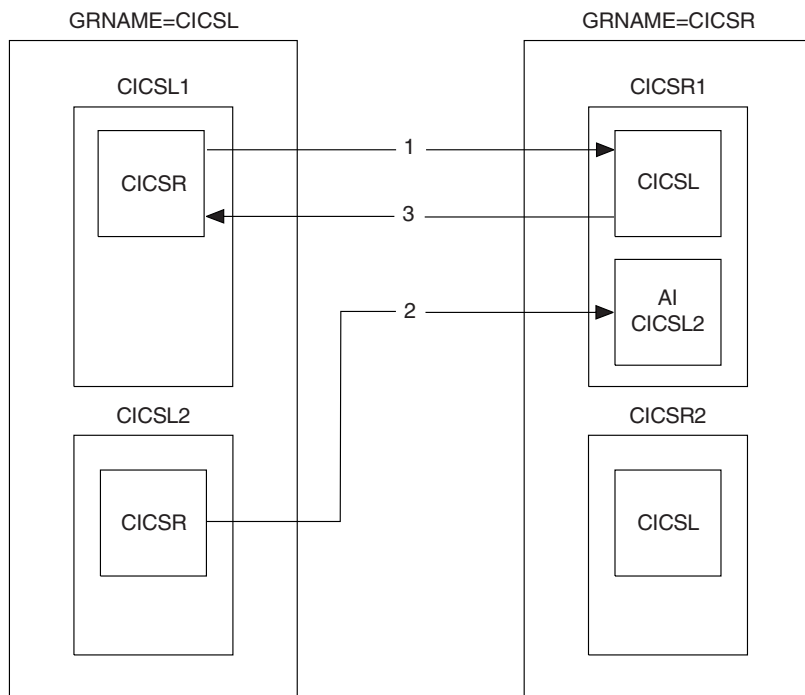 GRNAME=CICSL
GRNAME=CICSR
CICSL1
CICSR1
CICSR
1
CICSL
3
2
AI
CICSL2
CICSL2
CICSR2
CICSR
CICSL